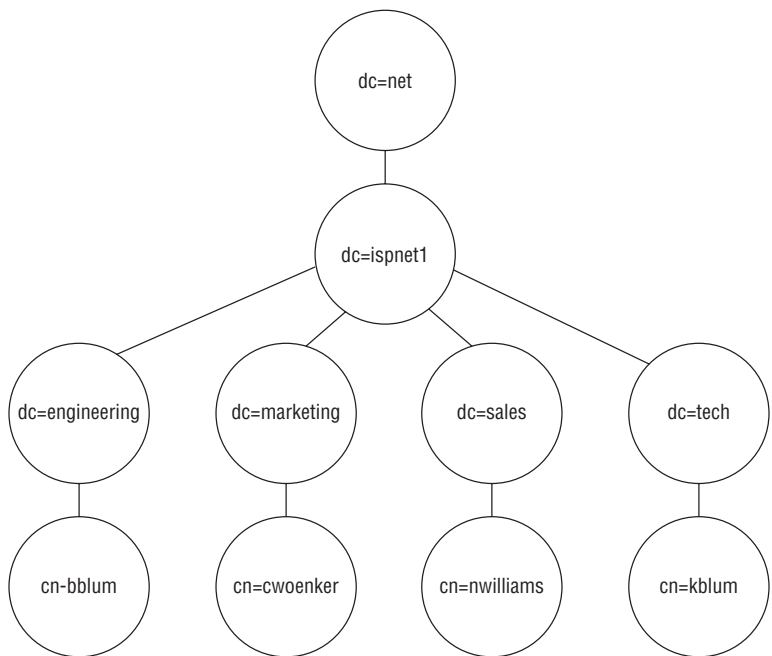 dc=net
dc=ispnet1
dc=engineering
dc=marketing
dc=sales
dc=tech
cn-bblum
cn=cwoenker
cn=nwilliams
cn=kblum